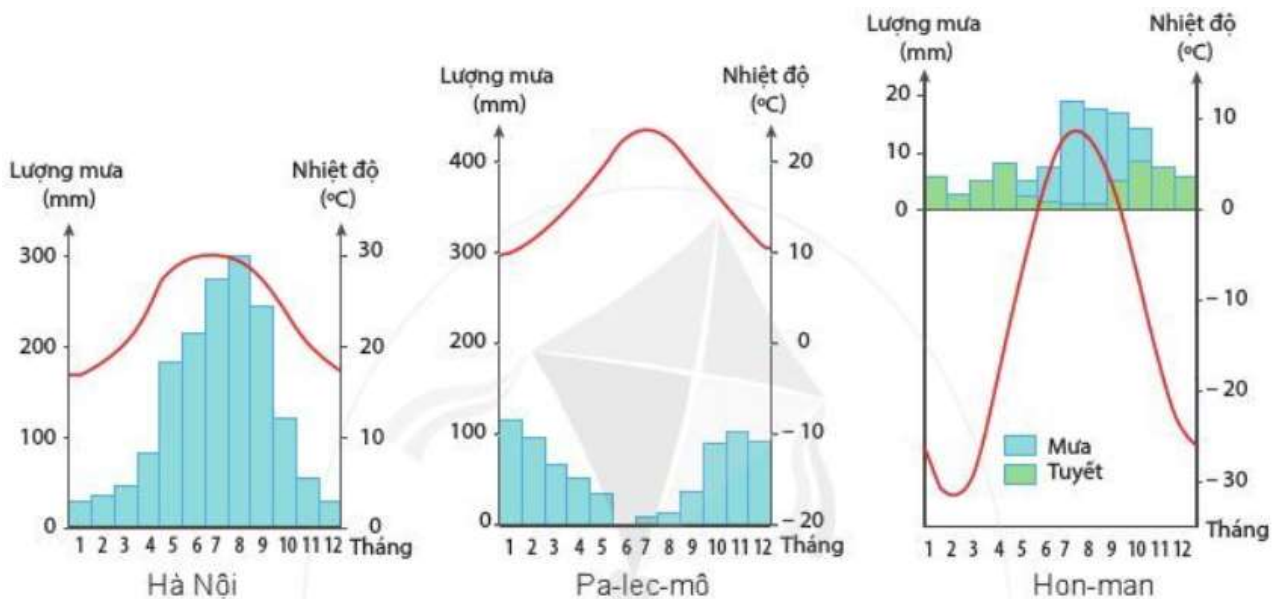 Lượng mưa
(mm)
Nhiệt độ
(ºC)
300
200
100
0
30
20
10
0
1 2 3 4 5 6 7 8 9 10 11 12 Tháng
Hà Nội
Lượng mưa
(mm)
Nhiệt độ
(ºC)
400
300
200
100
0
20
10
0
– 10
– 20
1 2 3 4 5 6 7 8 9 10 11 12 Tháng
Pa-lec-mô
Lượng mưa
(mm)
Nhiệt độ
(ºC)
20
10
0
10
0
– 10
– 20
– 30
Mưa
Tuyết
1 2 3 4 5 6 7 8 9 10 11 12 Tháng
Hon-man